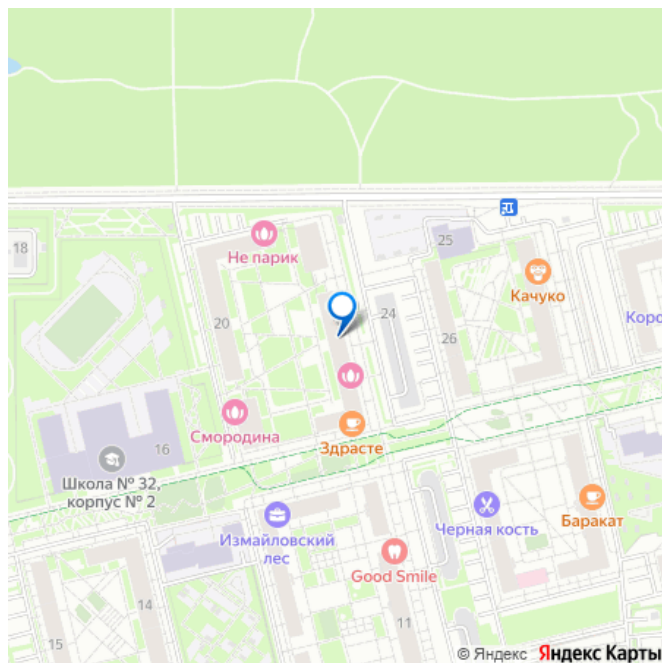 18
Не парик
25
Качуко
20
24
26
Коро
Смородина
Здрасте
16
Школа № 32,
корпус № 2
Черная кость
Баракат
Измайловский
лес
Good Smile
14
15
11
© Яндекс Яндекс Карты